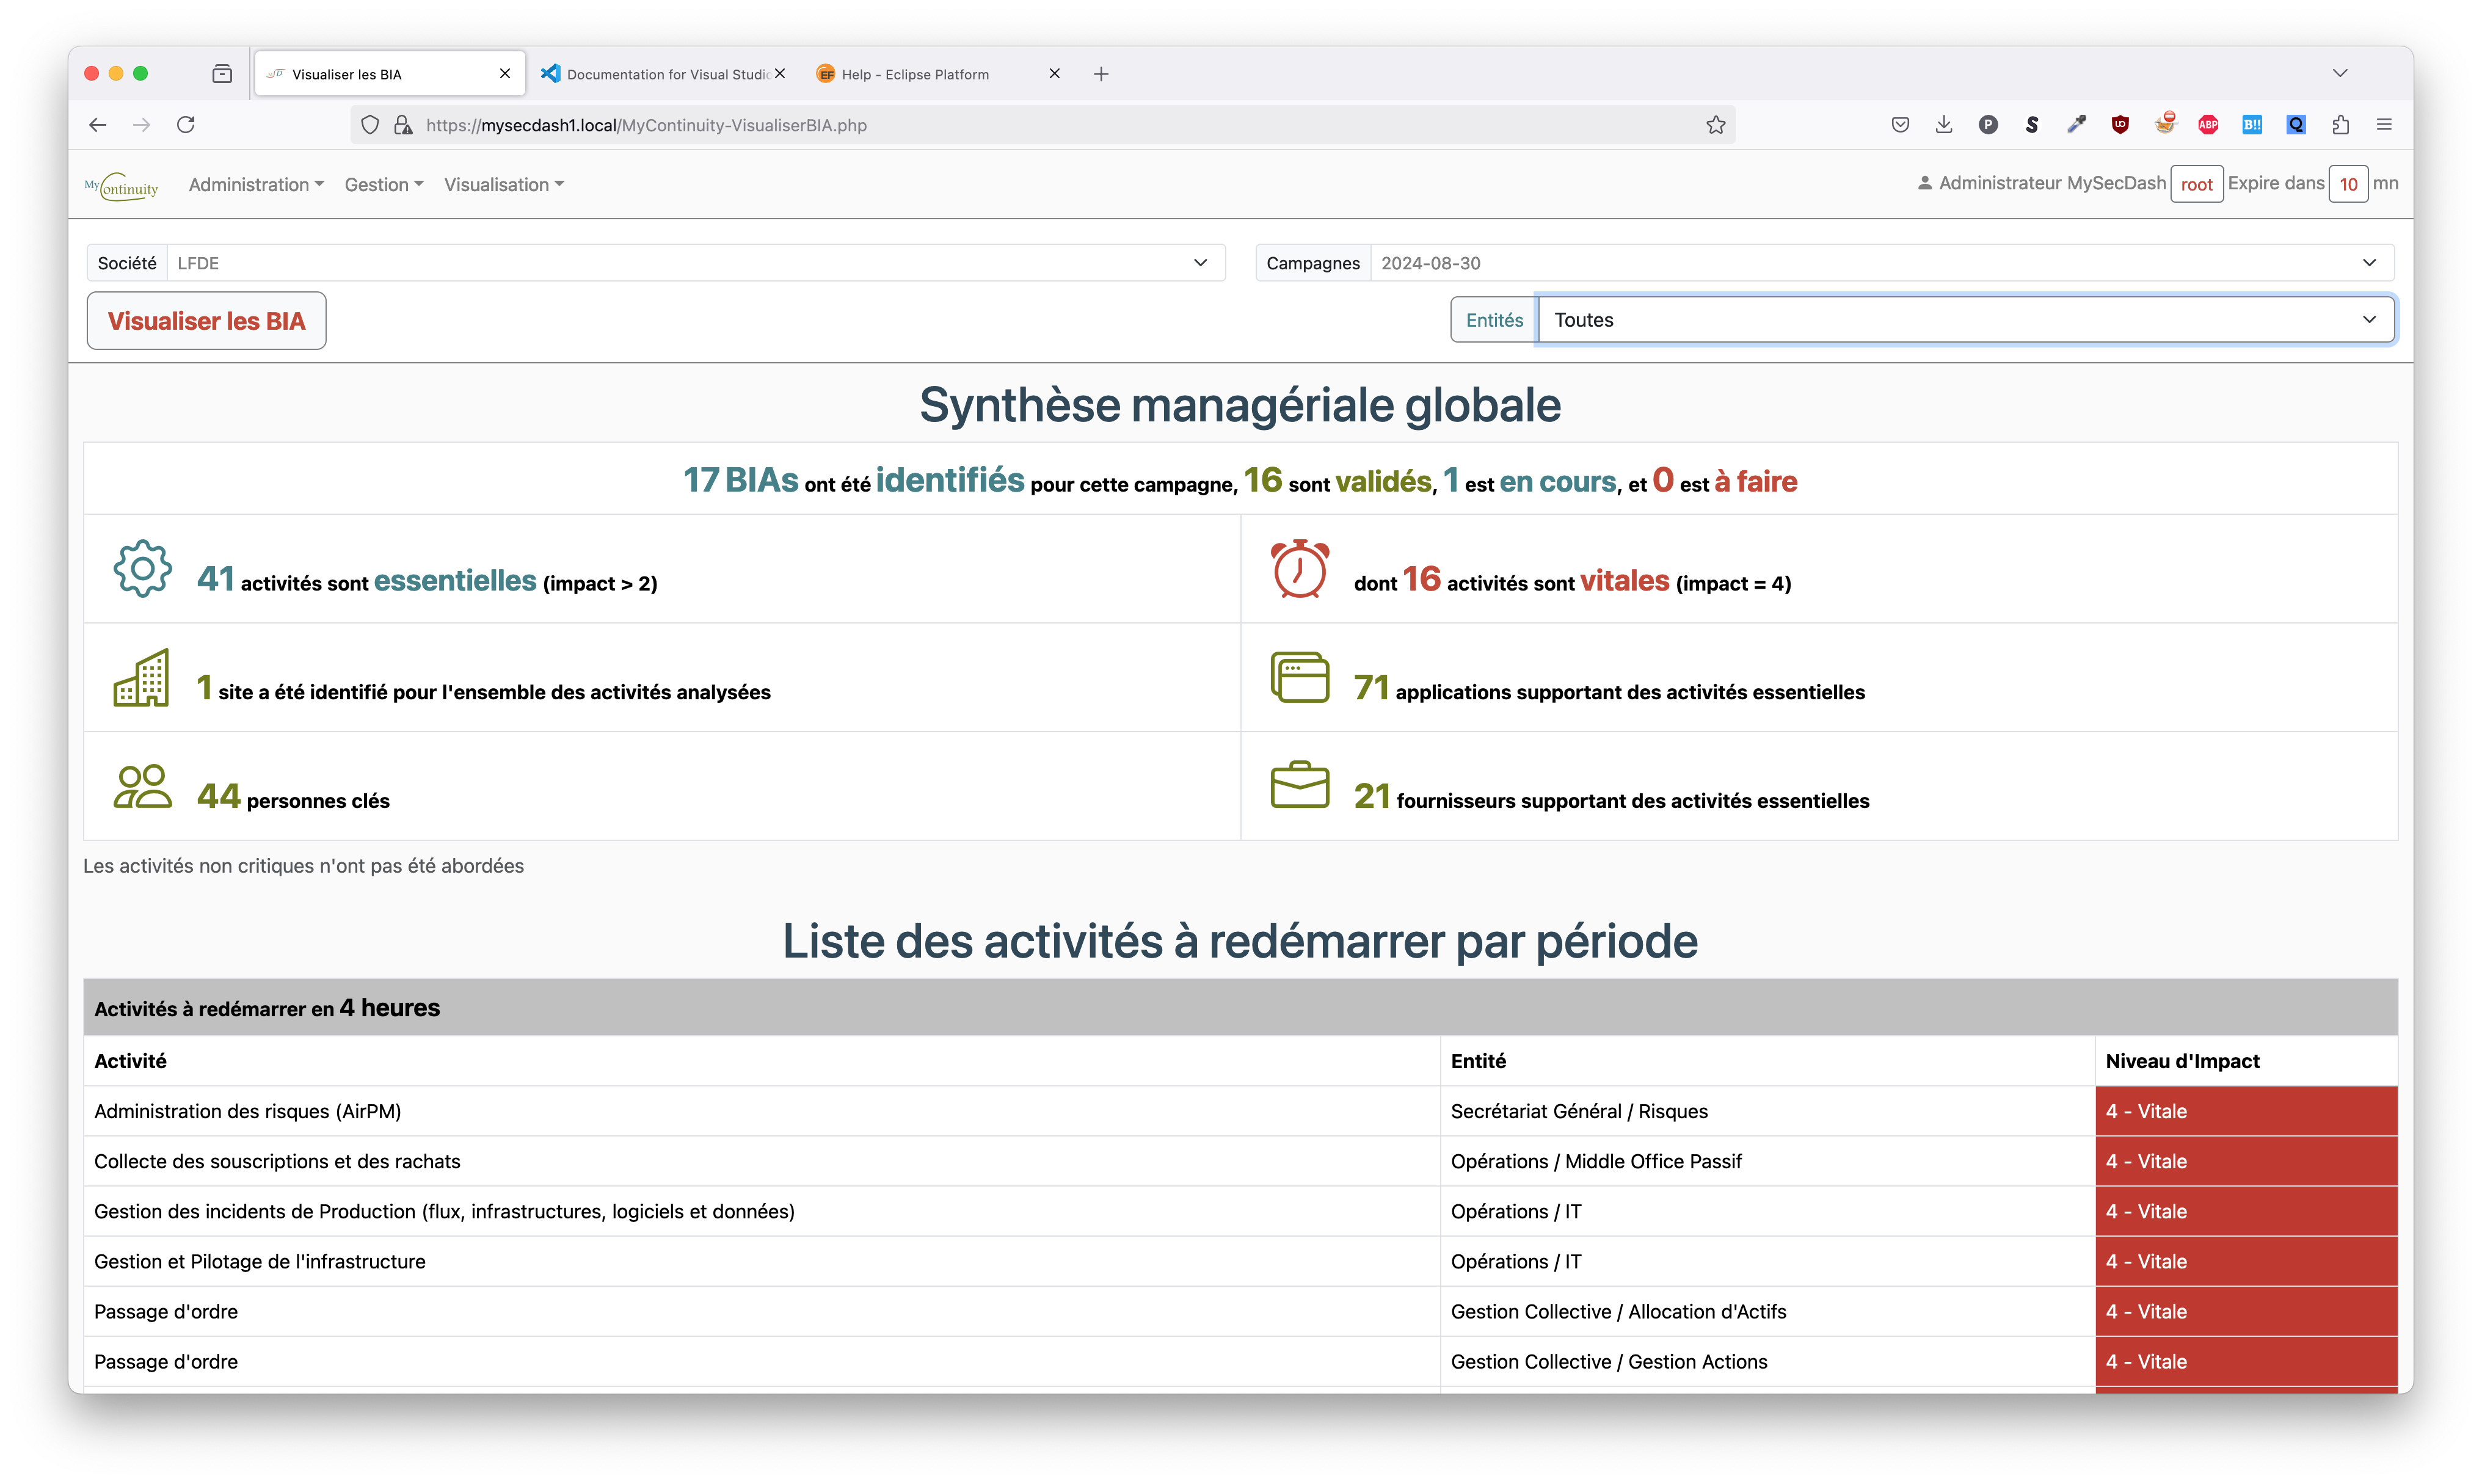 Visualiser les BIA
Documentation for Visual Studio
Help - Eclipse Platform
https://mysecdash1.local/MyContinuity-VisualiserBIA.php
P S UD ABP B!! Q
MyContinuity Administration Gestion Visualisation Administrateur MySecDash root Expire dans 10 mn
Société LFDE Campagnes 2024-08-30
Visualiser les BIA Entités Toutes
Synthèse managériale globale
17 BIAs ont été identifiés pour cette campagne, 16 sont validés, 1 est en cours, et 0 est à faire
41 activités sont essentielles (impact > 2)
dont 16 activités sont vitales (impact = 4)
1 site a été identifié pour l'ensemble des activités analysées
71 applications supportant des activités essentielles
44 personnes clés
21 fournisseurs supportant des activités essentielles
Les activités non critiques n'ont pas été abordées
Liste des activités à redémarrer par période
Activités à redémarrer en 4 heures
Activité Entité Niveau d'Impact
Administration des risques (AirPM) Secrétariat Général / Risques 4 - Vitale
Collecte des souscriptions et des rachats Opérations / Middle Office Passif 4 - Vitale
Gestion des incidents de Production (flux, infrastructures, logiciels et données) Opérations / IT 4 - Vitale
Gestion et Pilotage de l'infrastructure Opérations / IT 4 - Vitale
Passage d'ordre Gestion Collective / Allocation d'Actifs 4 - Vitale
Passage d'ordre Gestion Collective / Gestion Actions 4 - Vitale